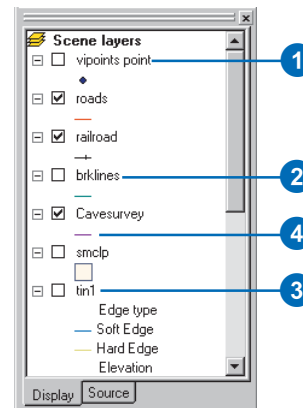 Scene layers
vipoints point
1
roads
railroad
brklines
2
Cavesurvey
4
smclp
tin1
3
Edge type
Soft Edge
Hard Edge
Elevation
Display Source